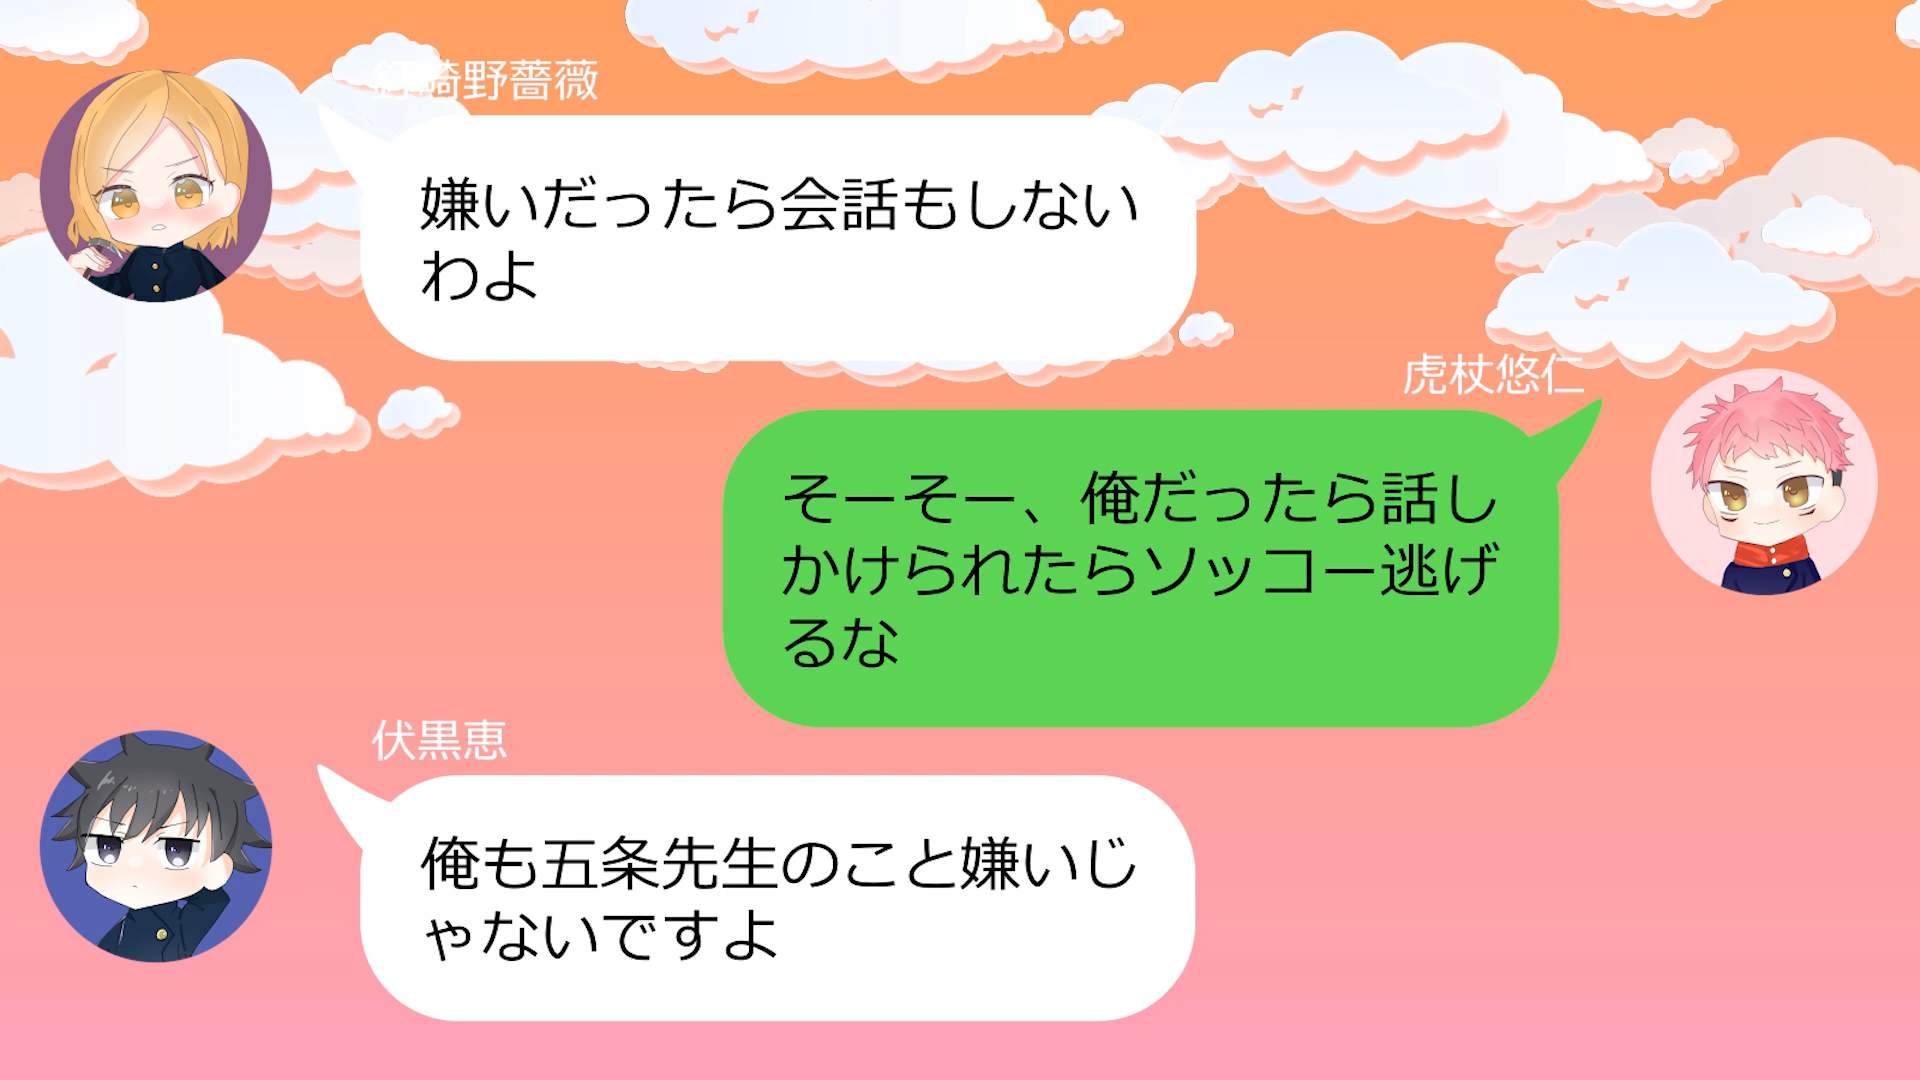 釘崎野薔薇
嫌いだったら会話もしない
わよ
虎杖悠仁
そーそー、俺だったら話し
かけられたらソッコー逃げ
るな
伏黒恵
俺も五条先生のこと嫌いじ
ゃないですよ